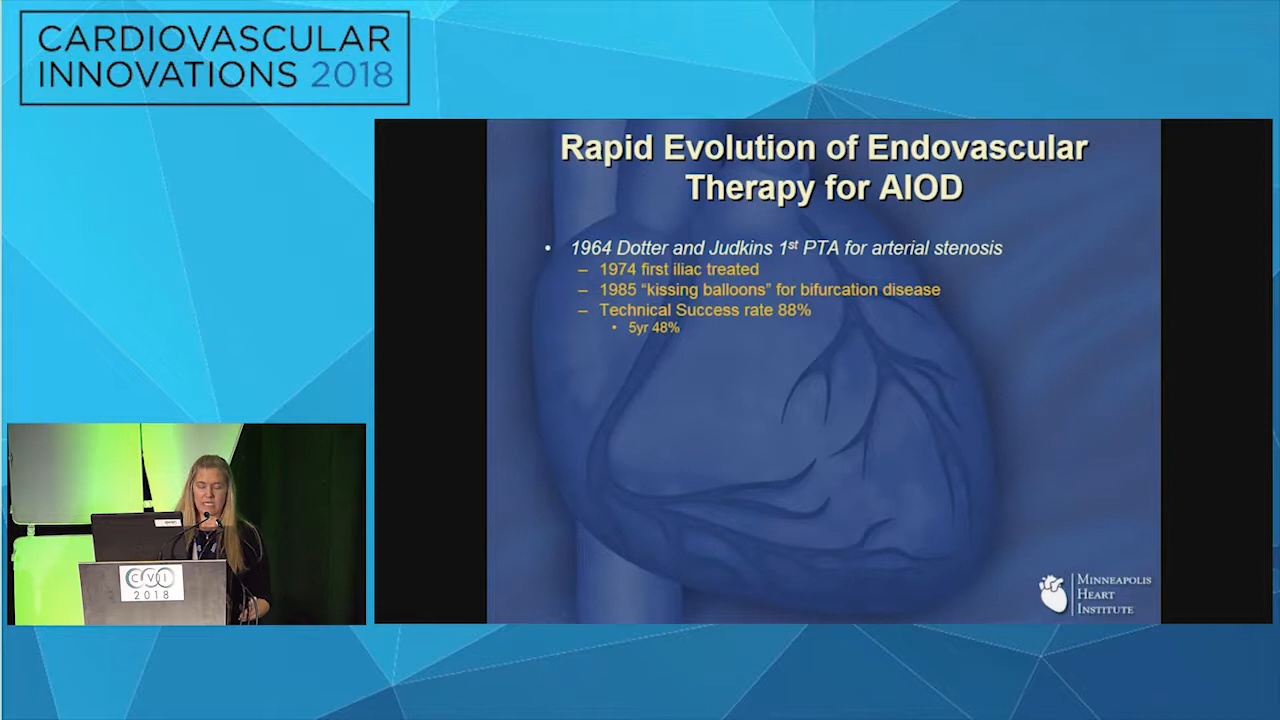 CARDIOVASCULAR
INNOVATIONS 2018
Rapid Evolution of Endovascular
Therapy for AIOD
• 1964 Dotter and Judkins 1st PTA for arterial stenosis
– 1974 first iliac treated
– 1985 “kissing balloons” for bifurcation disease
– Technical Success rate 88%
• 5yr 48%
MINNEAPOLIS
HEART
INSTITUTE
CVI
2018